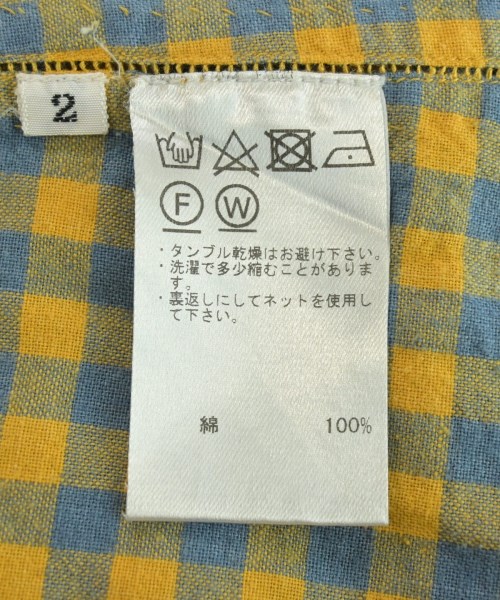 2
F W
・タンブル乾燥はお避け下さい。
・洗濯で多少縮むことがありま
す。
・裏返しにしてネットを使用し
て下さい。
綿 100%